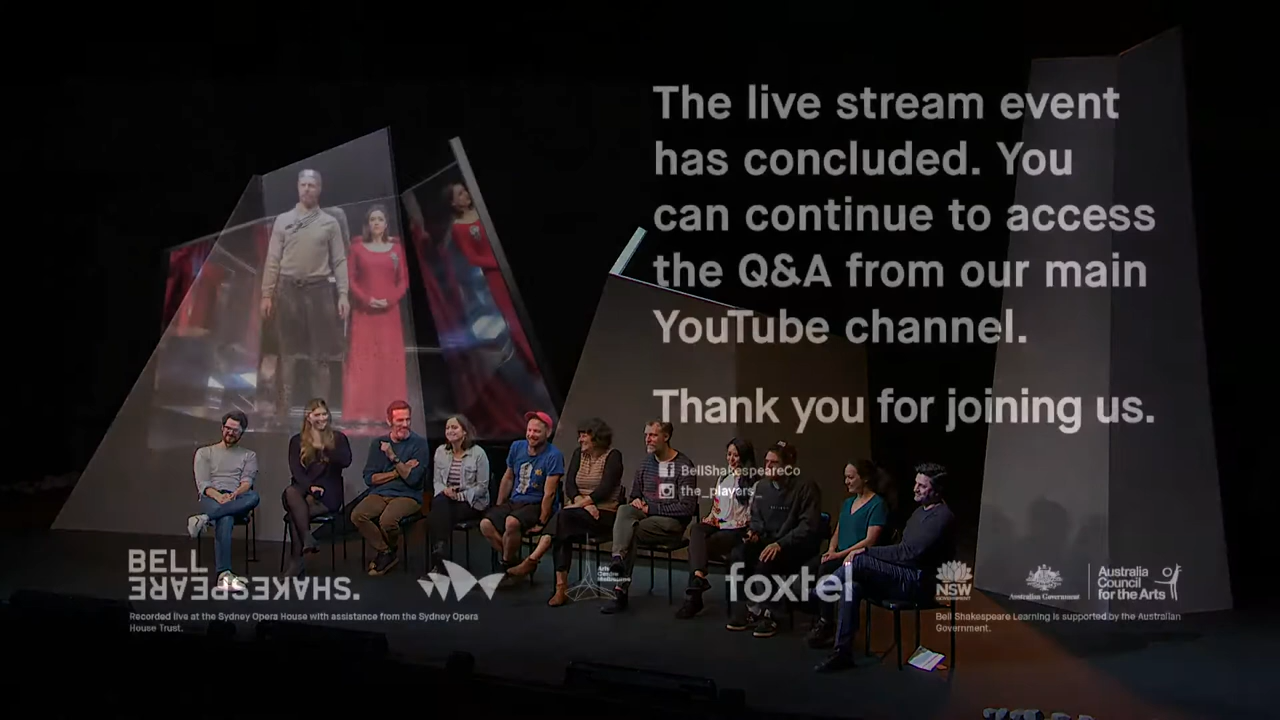 The live stream event
has concluded. You
can continue to access
the Q&A from our main
YouTube channel.
Thank you for joining us.
BellShakespeareCo
the_players_
BELL
SHAKESPEARE.
foxtel
Arts
Centre
Melbourne
NSW
GOVERNMENT
Australian Government
Australia
Council
for the Arts
Recorded live at the Sydney Opera House with assistance from the Sydney Opera
House Trust.
Bell Shakespeare Learning is supported by the Australian
Government.